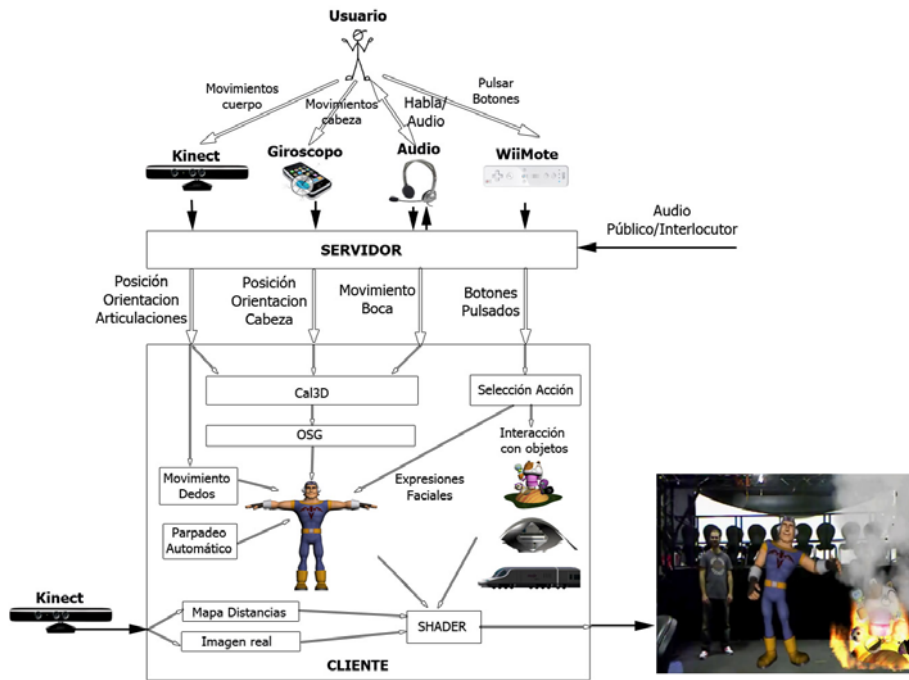 Usuario
Movimientos
cuerpo
Movimientos
cabeza
Habla/
Audio
Pulsar
Botones
Kinect
Giroscopo
Audio
WiiMote
SERVIDOR
Audio
Público/Interlocutor
Posición
Orientacion
Articulaciones
Posición
Orientacion
Cabeza
Movimiento
Boca
Botones
Pulsados
Cal3D
Selección Acción
OSG
Interacción
con objetos
Movimiento
Dedos
Expresiones
Faciales
Parpadeo
Automático
Kinect
Mapa Distancias
Imagen real
SHADER
CLIENTE